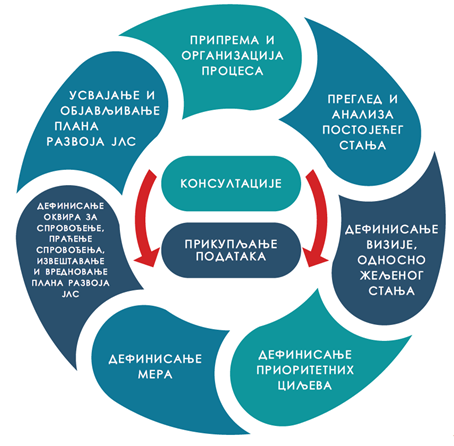 ПРИПРЕМА И
ОРГАНИЗАЦИЈА
ПРОЦЕСА
ПРЕГЛЕД И
АНАЛИЗА
ПОСТОЈЕЋЕГ
СТАЊА
ДЕФИНИСАЊЕ
ВИЗИЈЕ,
ОДНОСНО
ЖЕЉЕНОГ
СТАЊА
ДЕФИНИСАЊЕ
ПРИОРИТЕТНИХ
ЦИЉЕВА
ДЕФИНИСАЊЕ
МЕРА
ДЕФИНИСАЊЕ
ОКВИРА ЗА
СПРОВОЂЕЊЕ,
ПРАЋЕЊЕ
СПРОВОЂЕЊА,
ИЗВЕШТАВАЊЕ
И ВРЕДНОВАЊЕ
ПЛАНА РАЗВОЈА
ЈЛС
УСВАЈАЊЕ И
ОБЈАВЉИВАЊЕ
ПЛАНА
РАЗВОЈА ЈЛС
КОНСУЛТАЦИЈЕ
ПРИКУПЉАЊЕ
ПОДАТАКА